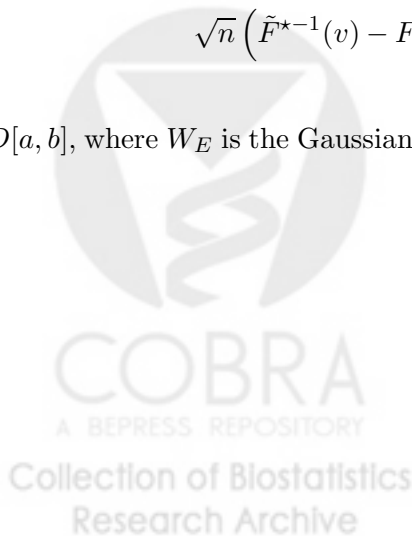 √n ( F̃⋆−1(v) − F
D[a, b], where W_E is the Gaussian
COBRA
A BEPRESS REPOSITORY
Collection of Biostatistics
Research Archive